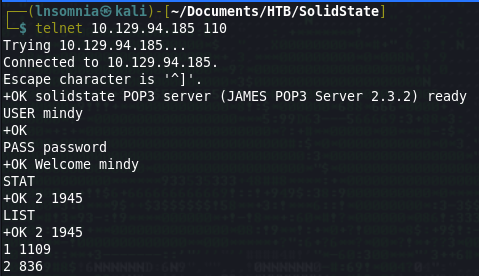 (lnsomnia㉿kali)-[~/Documents/HTB/SolidState]
$ telnet 10.129.94.185 110
Trying 10.129.94.185...
Connected to 10.129.94.185.
Escape character is '^]'.
+OK solidstate POP3 server (JAMES POP3 Server 2.3.2) ready
USER mindy
+OK
PASS password
+OK Welcome mindy
STAT
+OK 2 1945
LIST
+OK 2 1945
1 1109
2 836